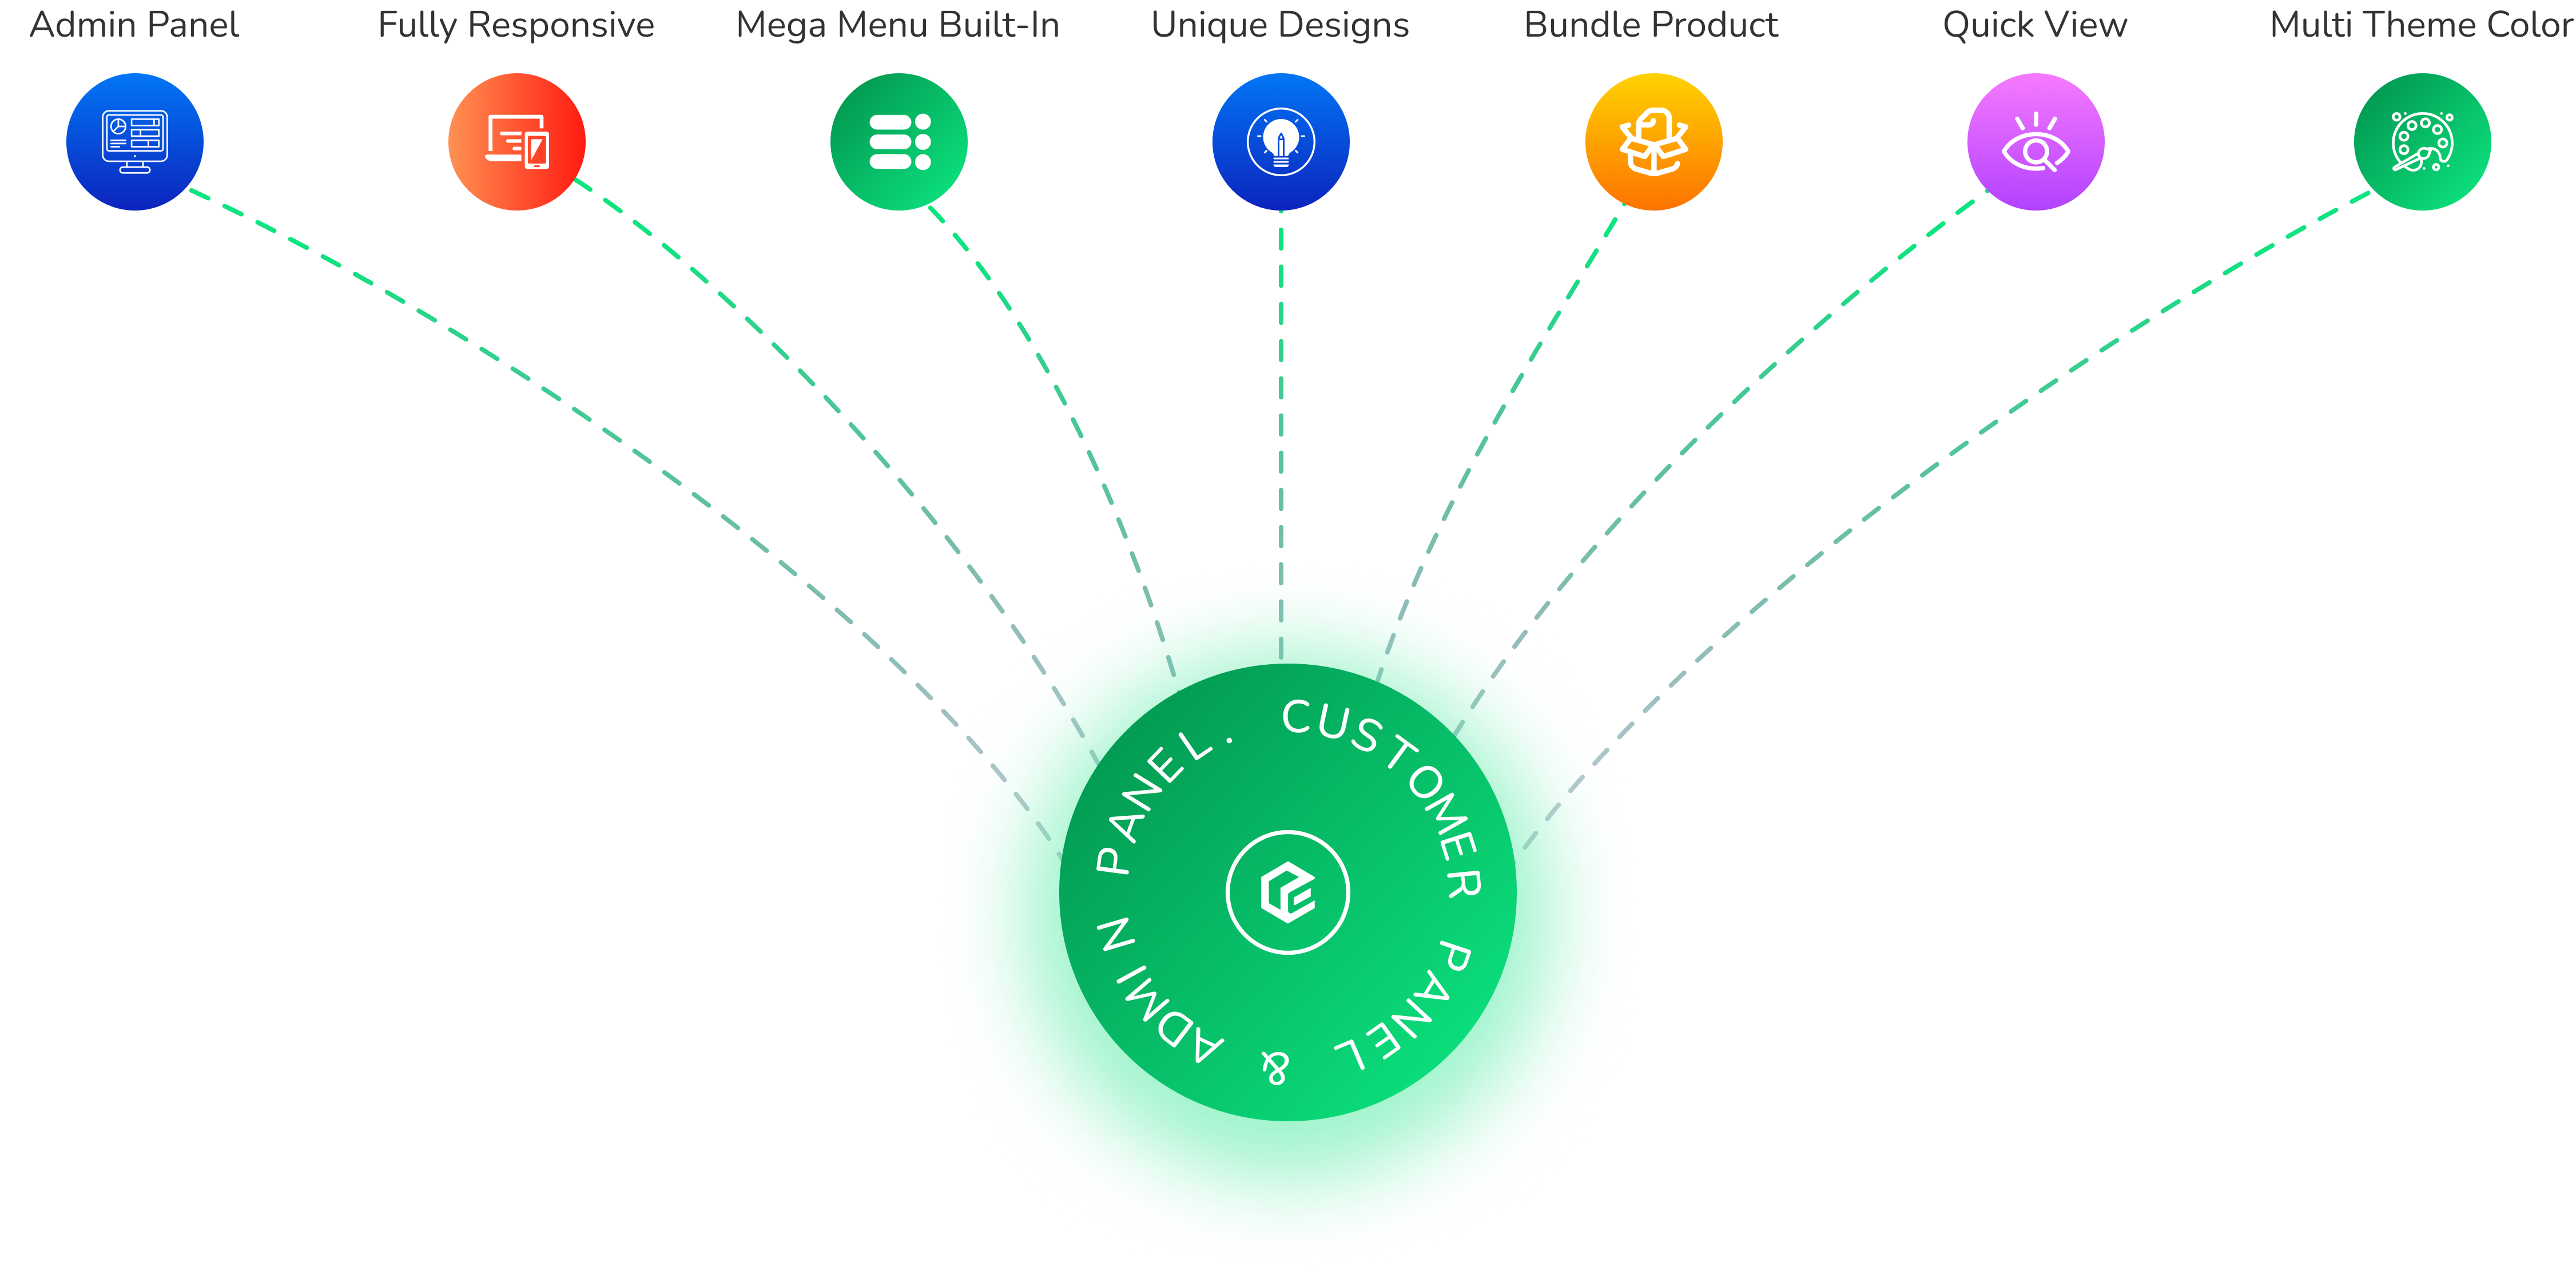 Admin Panel
Fully Responsive
Mega Menu Built-In
Unique Designs
Bundle Product
Quick View
Multi Theme Color
CUSTOMER PANEL & ADMIN PANEL.